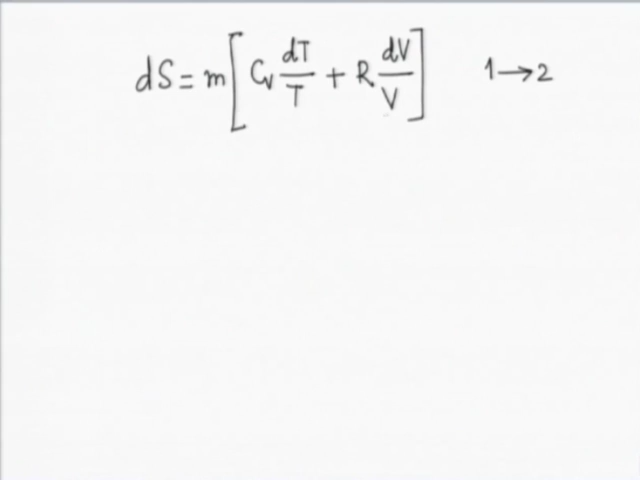 dS = m[Cv dT/T + R dV/V] 1→2